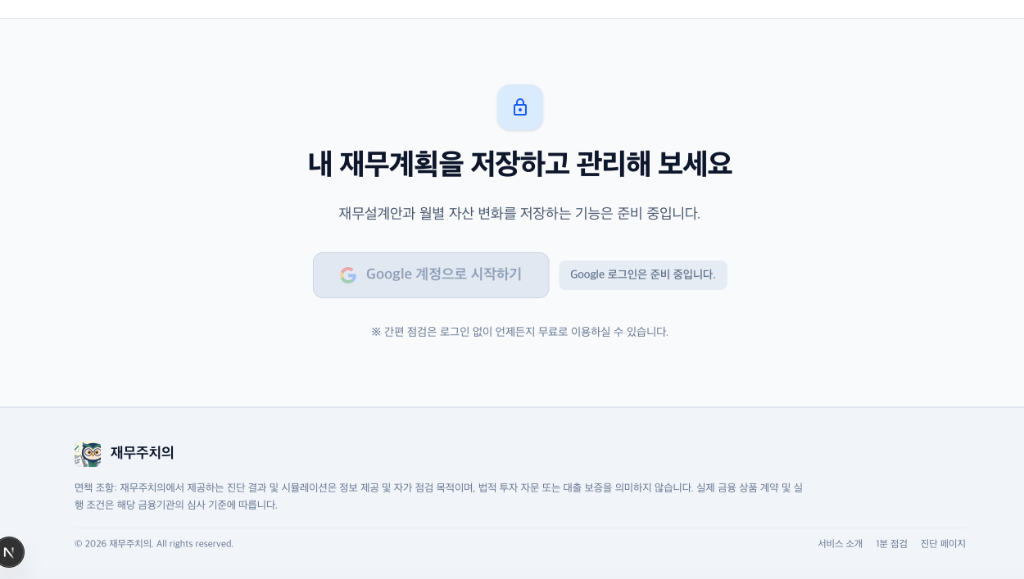 내 재무계획을 저장하고 관리해 보세요
재무설계안과 월별 자산 변화를 저장하는 기능은 준비 중입니다.
Google 계정으로 시작하기
Google 로그인은 준비 중입니다.
※ 간편 점검은 로그인 없이 언제든지 무료로 이용하실 수 있습니다.
재무주치의
면책 조항: 재무주치의에서 제공하는 진단 결과 및 시뮬레이션은 정보 제공 및 자가 점검 목적이며, 법적 투자 자문 또는 대출 보증을 의미하지 않습니다. 실제 금융 상품 계약 및 실
행 조건은 해당 금융기관의 심사 기준에 따릅니다.
© 2026 재무주치의. All rights reserved.
서비스 소개 1분 점검 진단 페이지
N